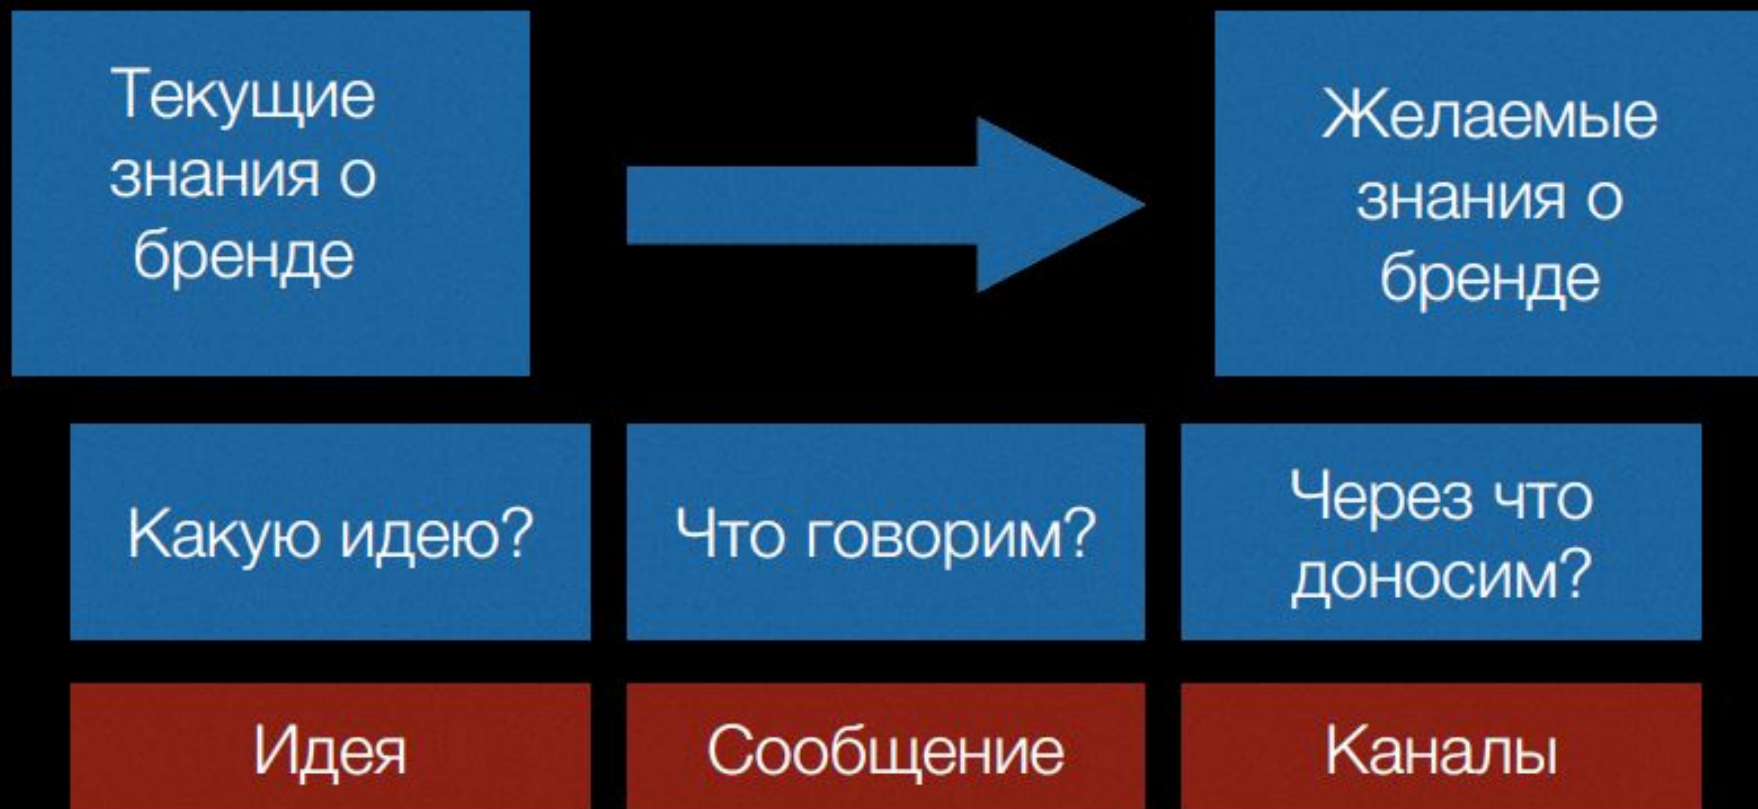 Текущие
знания о
бренде
Желаемые
знания о
бренде
Какую идею?
Что говорим?
Через что
доносим?
Идея
Сообщение
Каналы